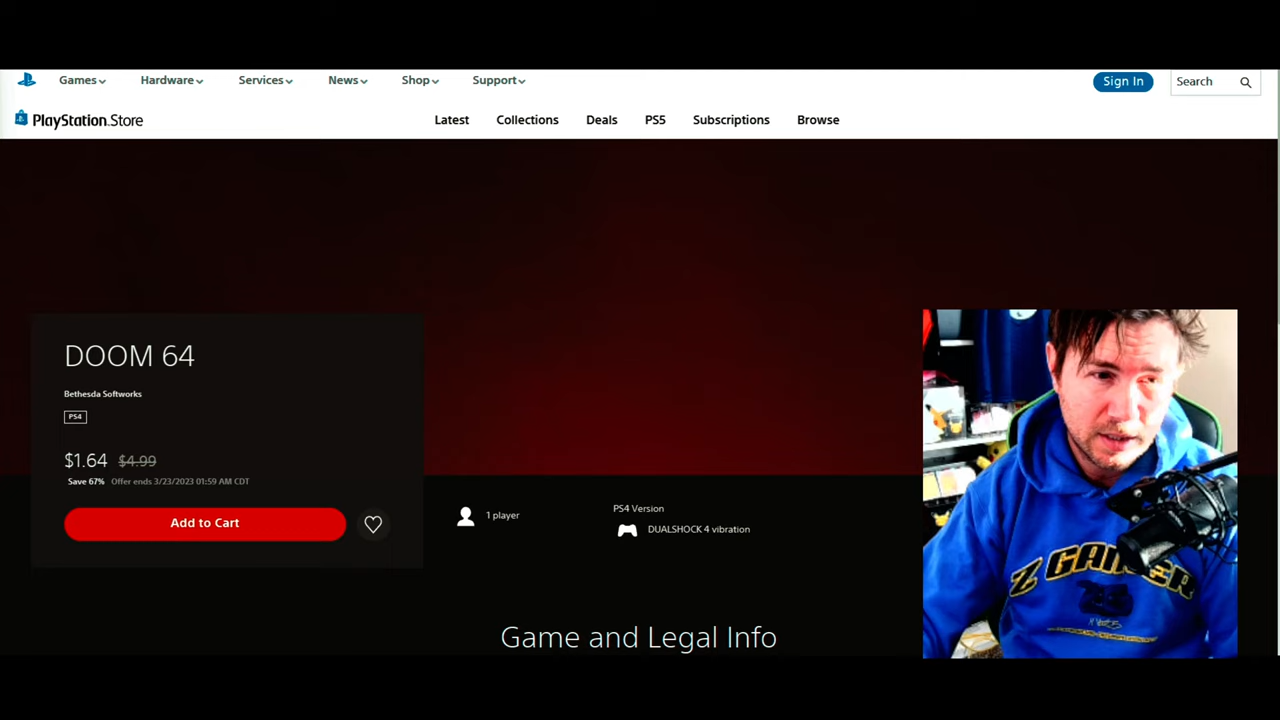 Games
Hardware
Services
News
Shop
Support
Sign In
Search
PlayStation.Store
Latest
Collections
Deals
PS5
Subscriptions
Browse
DOOM 64
Bethesda Softworks
PS4
$1.64 $4.99
Save 67% Offer ends 3/23/2023 01:59 AM CDT
Add to Cart
1 player
PS4 Version
DUALSHOCK 4 vibration
Z GAMER
Game and Legal Info